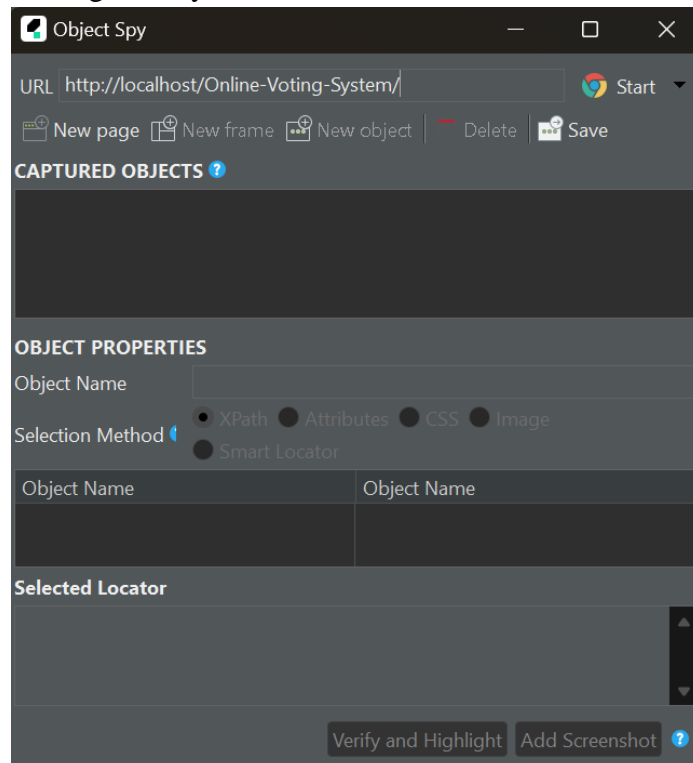 Object Spy
URL http://localhost/Online-Voting-System/ Start
New page New frame New object Delete Save
CAPTURED OBJECTS ?
OBJECT PROPERTIES
Object Name
Selection Method
XPath Attributes CSS Image
Smart Locator
Object Name Object Name
Selected Locator
Verify and Highlight Add Screenshot ?